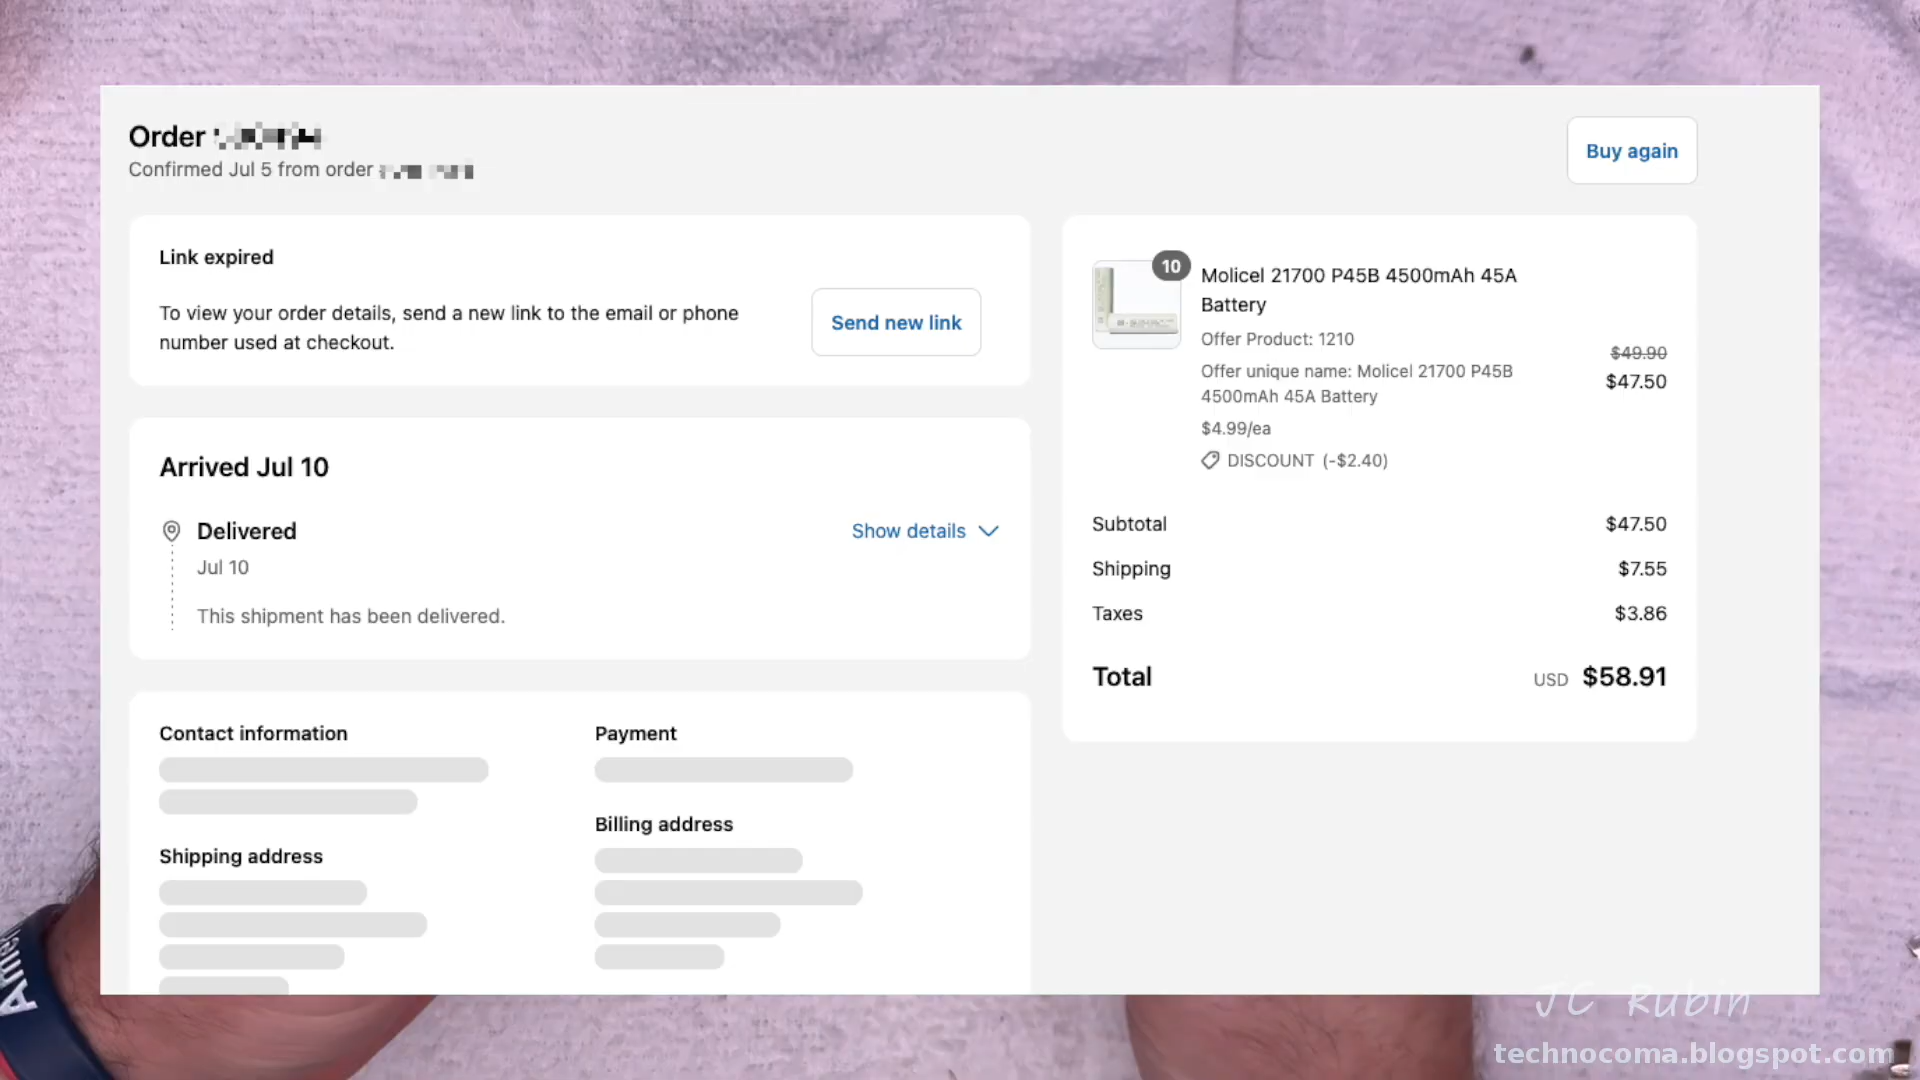 Order
Confirmed Jul 5 from order
Buy again
Link expired
To view your order details, send a new link to the email or phone
number used at checkout.
Send new link
Arrived Jul 10
Delivered
Show details
Jul 10
This shipment has been delivered.
Contact information
Payment
Billing address
Shipping address
10
Molicel 21700 P45B 4500mAh 45A
Battery
Offer Product: 1210
Offer unique name: Molicel 21700 P45B
4500mAh 45A Battery
$4.99/ea
DISCOUNT (-$2.40)
$49.90
$47.50
Subtotal $47.50
Shipping $7.55
Taxes $3.86
Total USD $58.91
JC Rubin
technocoma.blogspot.com